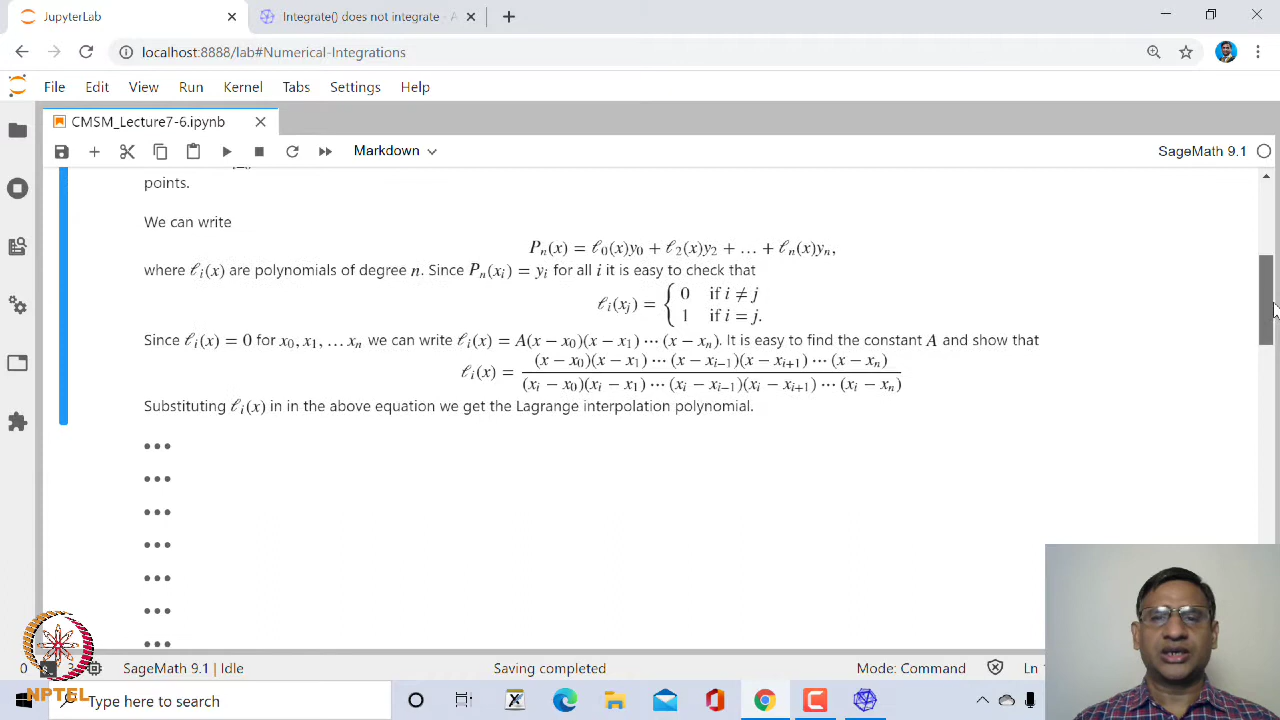 JupyterLab
Integrate() does not integrate - A
localhost:8888/lab#Numerical-Integrations
File Edit View Run Kernel Tabs Settings Help
CMSM_Lecture7-6.ipynb
Markdown
SageMath 9.1
points.
We can write
Pₙ(x) = ℓ₀(x)y₀ + ℓ₂(x)y₂ + … + ℓₙ(x)yₙ,
where ℓᵢ(x) are polynomials of degree n. Since Pₙ(xᵢ) = yᵢ for all i it is easy to check that
ℓᵢ(xⱼ) = { 0 if i ≠ j
1 if i = j.
Since ℓᵢ(x) = 0 for x₀, x₁, … xₙ we can write ℓᵢ(x) = A(x − x₀)(x − x₁) ⋯ (x − xₙ). It is easy to find the constant A and show that
ℓᵢ(x) = (x − x₀)(x − x₁) ⋯ (x − xᵢ₋₁)(x − xᵢ₊₁) ⋯ (x − xₙ)
(xᵢ − x₀)(xᵢ − x₁) ⋯ (xᵢ − xᵢ₋₁)(xᵢ − xᵢ₊₁) ⋯ (xᵢ − xₙ)
Substituting ℓᵢ(x) in in the above equation we get the Lagrange interpolation polynomial.
0
SageMath 9.1 | Idle
Saving completed
Mode: Command
Ln 1
NPTEL
Type here to search